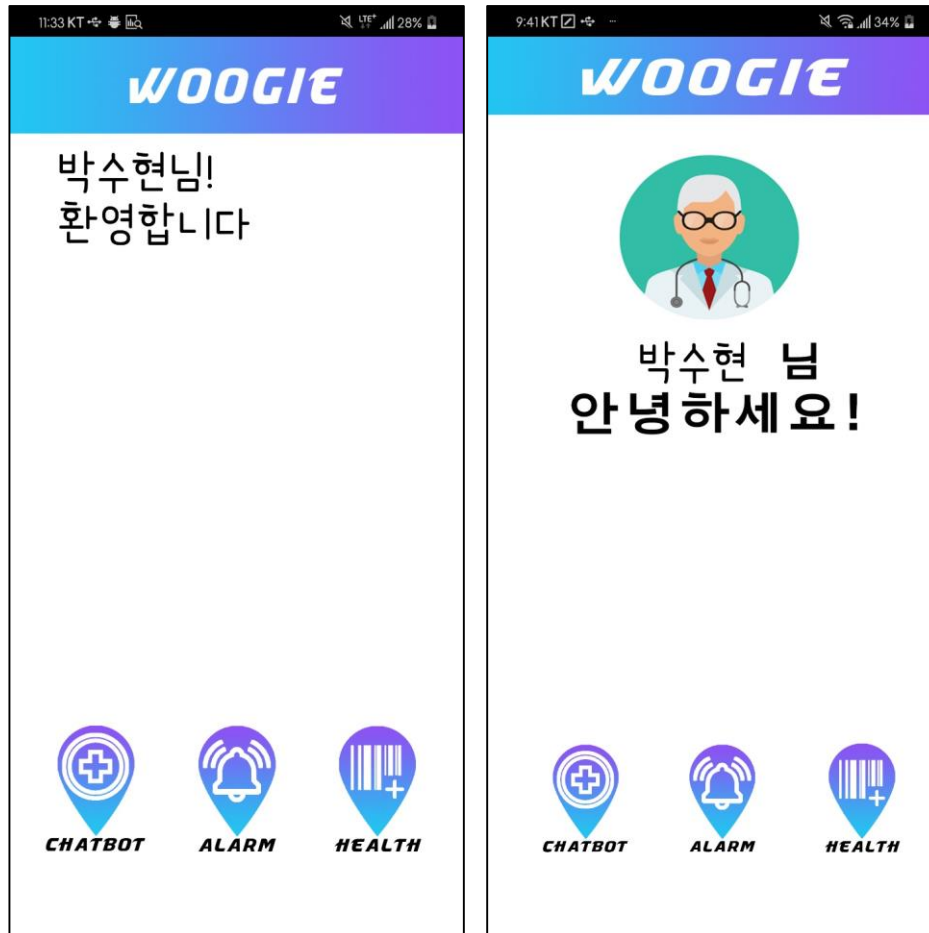 11:33 KT LTE+ 28%
WOOGIE
박수현님!
환영합니다
CHATBOT ALARM HEALTH
9:41 KT ... 34%
WOOGIE
박수현 님
안녕하세요!
CHATBOT ALARM HEALTH